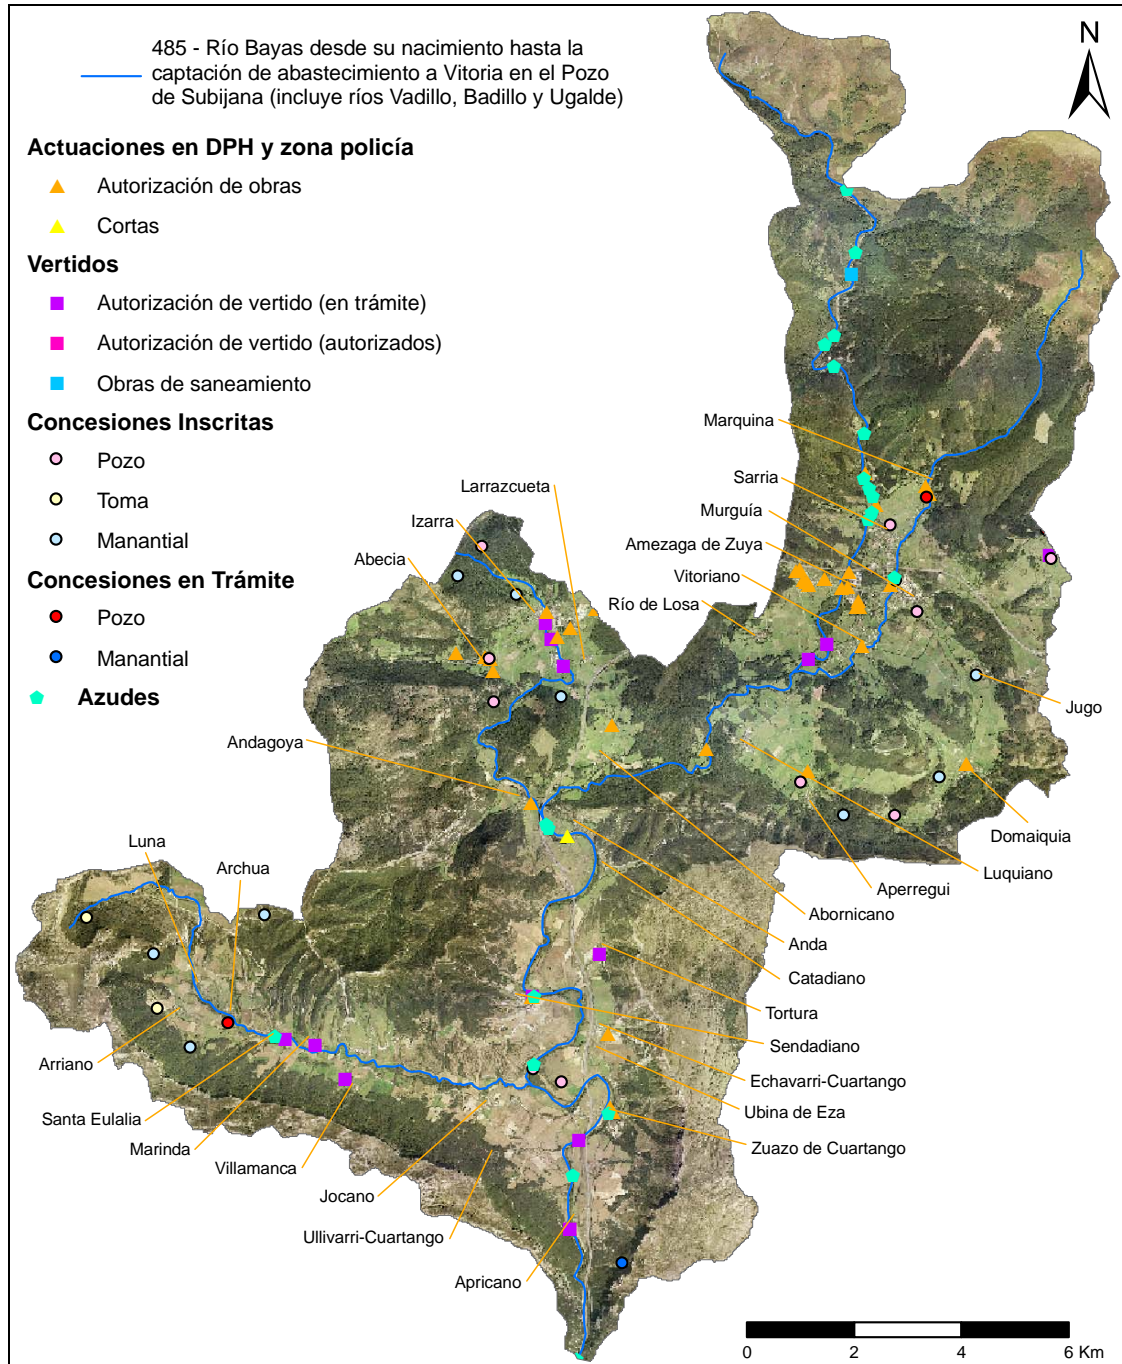 485 - Río Bayas desde su nacimiento hasta la
captación de abastecimiento a Vitoria en el Pozo
de Subijana (incluye ríos Vadillo, Badillo y Ugalde)
N
Actuaciones en DPH y zona policía
Autorización de obras
Cortas
Vertidos
Autorización de vertido (en trámite)
Autorización de vertido (autorizados)
Obras de saneamiento
Concesiones Inscritas
Pozo
Toma
Manantial
Concesiones en Trámite
Pozo
Manantial
Azudes
Marquina
Sarria
Larrazcueta
Murguía
Izarra
Amezaga de Zuya
Abecia
Vitoriano
Río de Losa
Jugo
Andagoya
Domaiquia
Luna
Archua
Luquiano
Aperregui
Abornicano
Anda
Catadiano
Tortura
Sendadiano
Arriano
Echavarri-Cuartango
Ubina de Eza
Santa Eulalia
Marinda
Zuazo de Cuartango
Villamanca
Jocano
Ullivarri-Cuartango
Apricano
0 2 4 6 Km